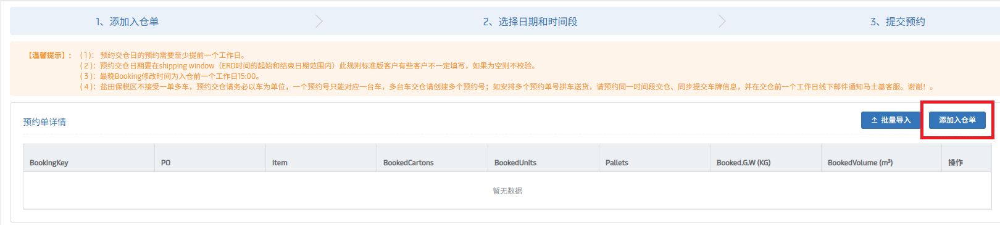 1、添加入仓单
2、选择日期和时间段
3、提交预约
【温馨提示】: (1): 预约交仓日的预约需要至少提前一个工作日。
(2): 预约交仓日期要在shipping window（ERD时间的起始和结束日期范围内）此规则标准版客户有些客户不一定填写，如果为空则不校验。
(3): 最晚Booking修改时间为入仓前一个工作日15:00。
(4): 盐田保税区不接受一单多车，预约交仓请务必以车为单位，一个预约号只能对应一台车，多台车交仓请创建多个预约号；如安排多个预约单号拼车送货，请预约同一时间段交仓、同步提交车牌信息，并在交仓前一个工作日线下邮件通知马士基客服。谢谢！。
预约单详情
批量导入
添加入仓单
BookingKey PO Item BookedCartons BookedUnits Pallets Booked.G.W (KG) BookedVolume (m³) 操作
暂无数据